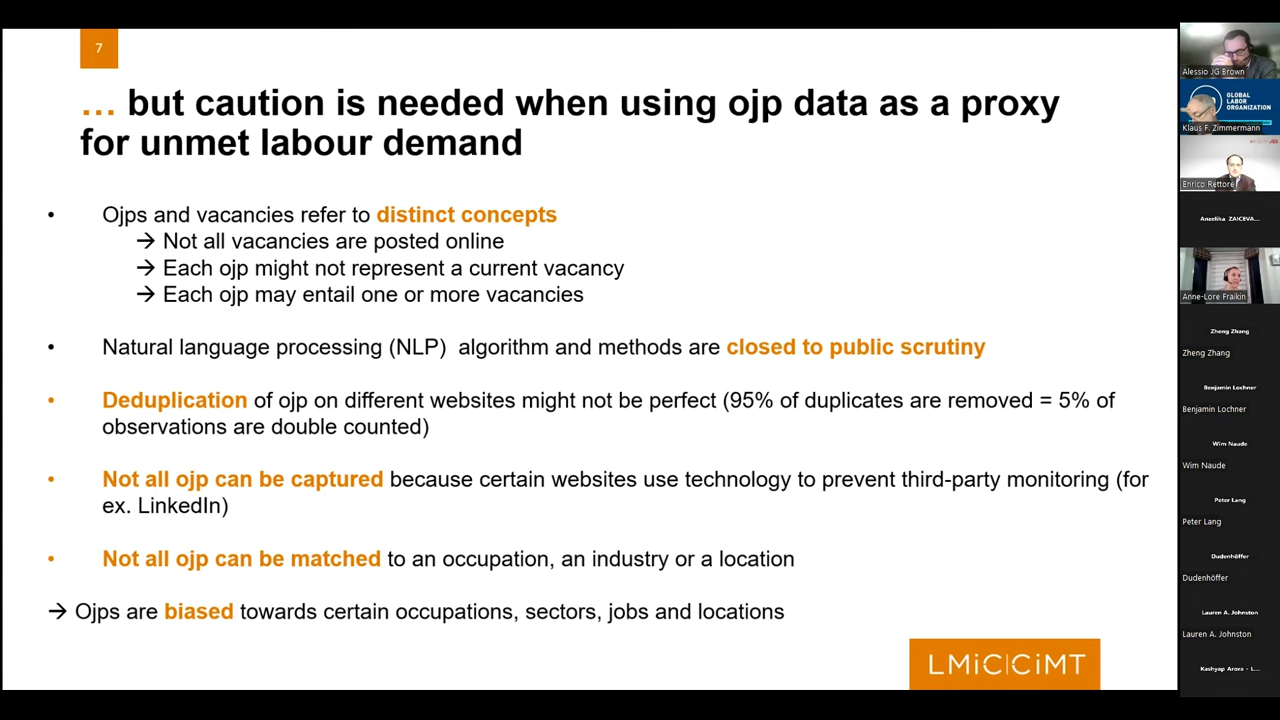 7
... but caution is needed when using ojp data as a proxy
for unmet labour demand
• Ojps and vacancies refer to distinct concepts
→ Not all vacancies are posted online
→ Each ojp might not represent a current vacancy
→ Each ojp may entail one or more vacancies
• Natural language processing (NLP) algorithm and methods are closed to public scrutiny
• Deduplication of ojp on different websites might not be perfect (95% of duplicates are removed = 5% of
observations are double counted)
• Not all ojp can be captured because certain websites use technology to prevent third-party monitoring (for
ex. LinkedIn)
• Not all ojp can be matched to an occupation, an industry or a location
→ Ojps are biased towards certain occupations, sectors, jobs and locations
LMiC|CiMT
Alessio JG Brown
GLOBAL
LABOR
ORGANIZATION
Klaus F. Zimmermann
Enrico Rettore
Anzelika ZAICEVA...
Anne-Lore Fraikin
Zheng Zhang
Zheng Zhang
Benjamin Lochner
Benjamin Lochner
Wim Naude
Wim Naude
Peter Lang
Peter Lang
Dudenhöffer
Dudenhöffer
Lauren A. Johnston
Lauren A. Johnston
Kashyap Arora - L...